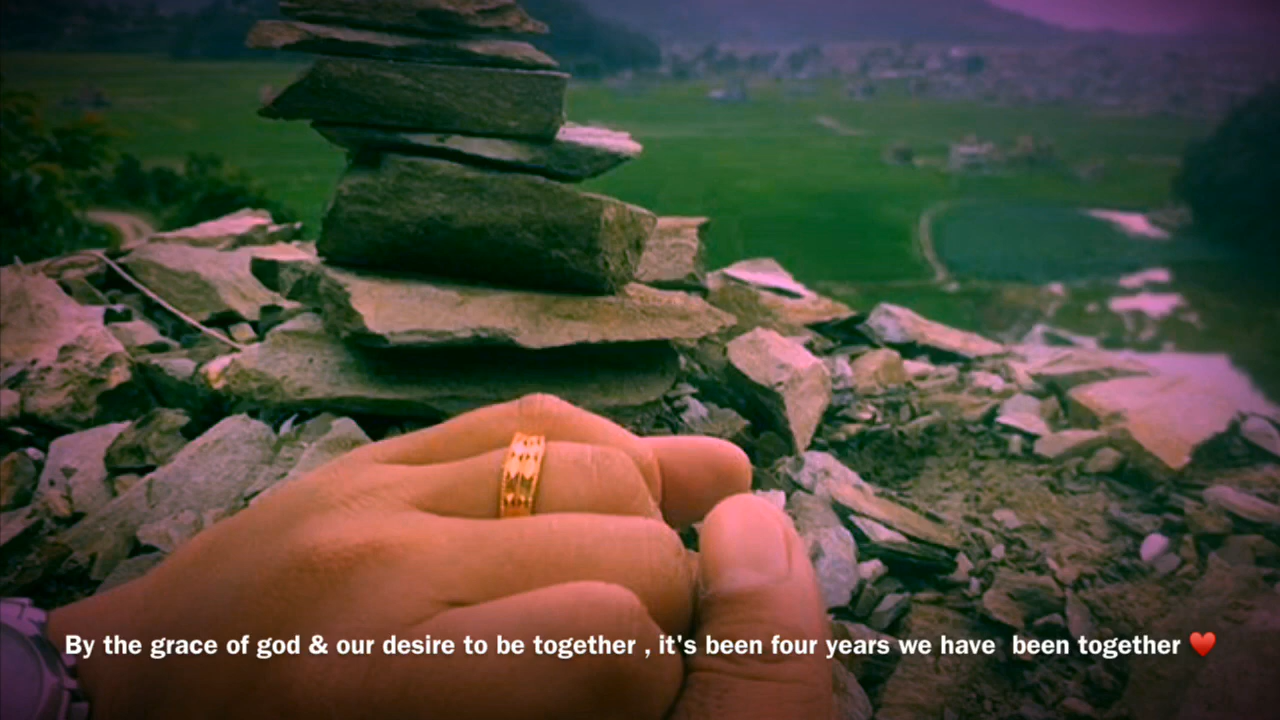 By the grace of god & our desire to be together , it's been four years we have  been together ❤️